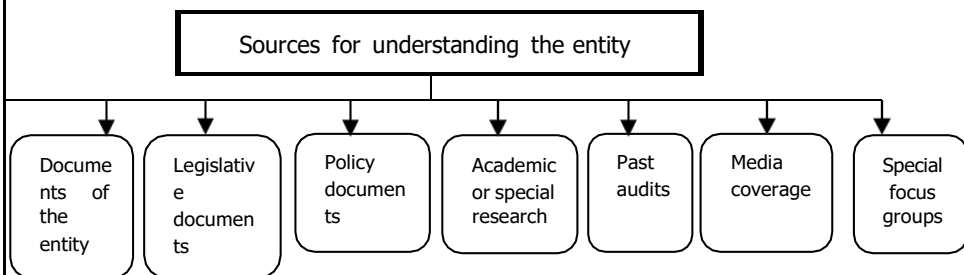 Sources for understanding the entity
Docume
nts of
the
entity
Legislativ
e
documen
ts
Policy
documen
ts
Academic
or special
research
Past
audits
Media
coverage
Special
focus
groups